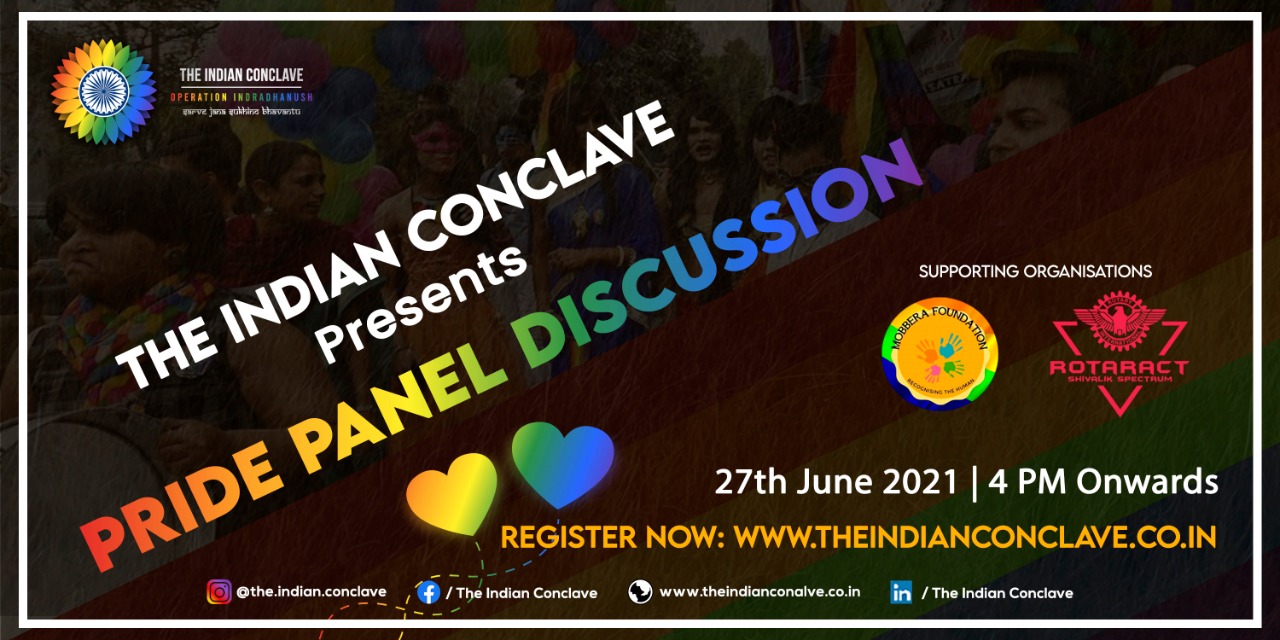 THE INDIAN CONCLAVE
OPERATION INDRADHANUSH
sarve jana sukhino bhavantu
THE INDIAN CONCLAVE
Presents
PRIDE PANEL DISCUSSION
SUPPORTING ORGANISATIONS
MOBBERA FOUNDATION
RECOGNISING THE HUMAN
ROTARACT
SHIVALIK SPECTRUM
27th June 2021 | 4 PM Onwards
REGISTER NOW: WWW.THEINDIANCONCLAVE.CO.IN
@the.indian.conclave
/ The Indian Conclave
www.theindianconalve.co.in
/ The Indian Conclave